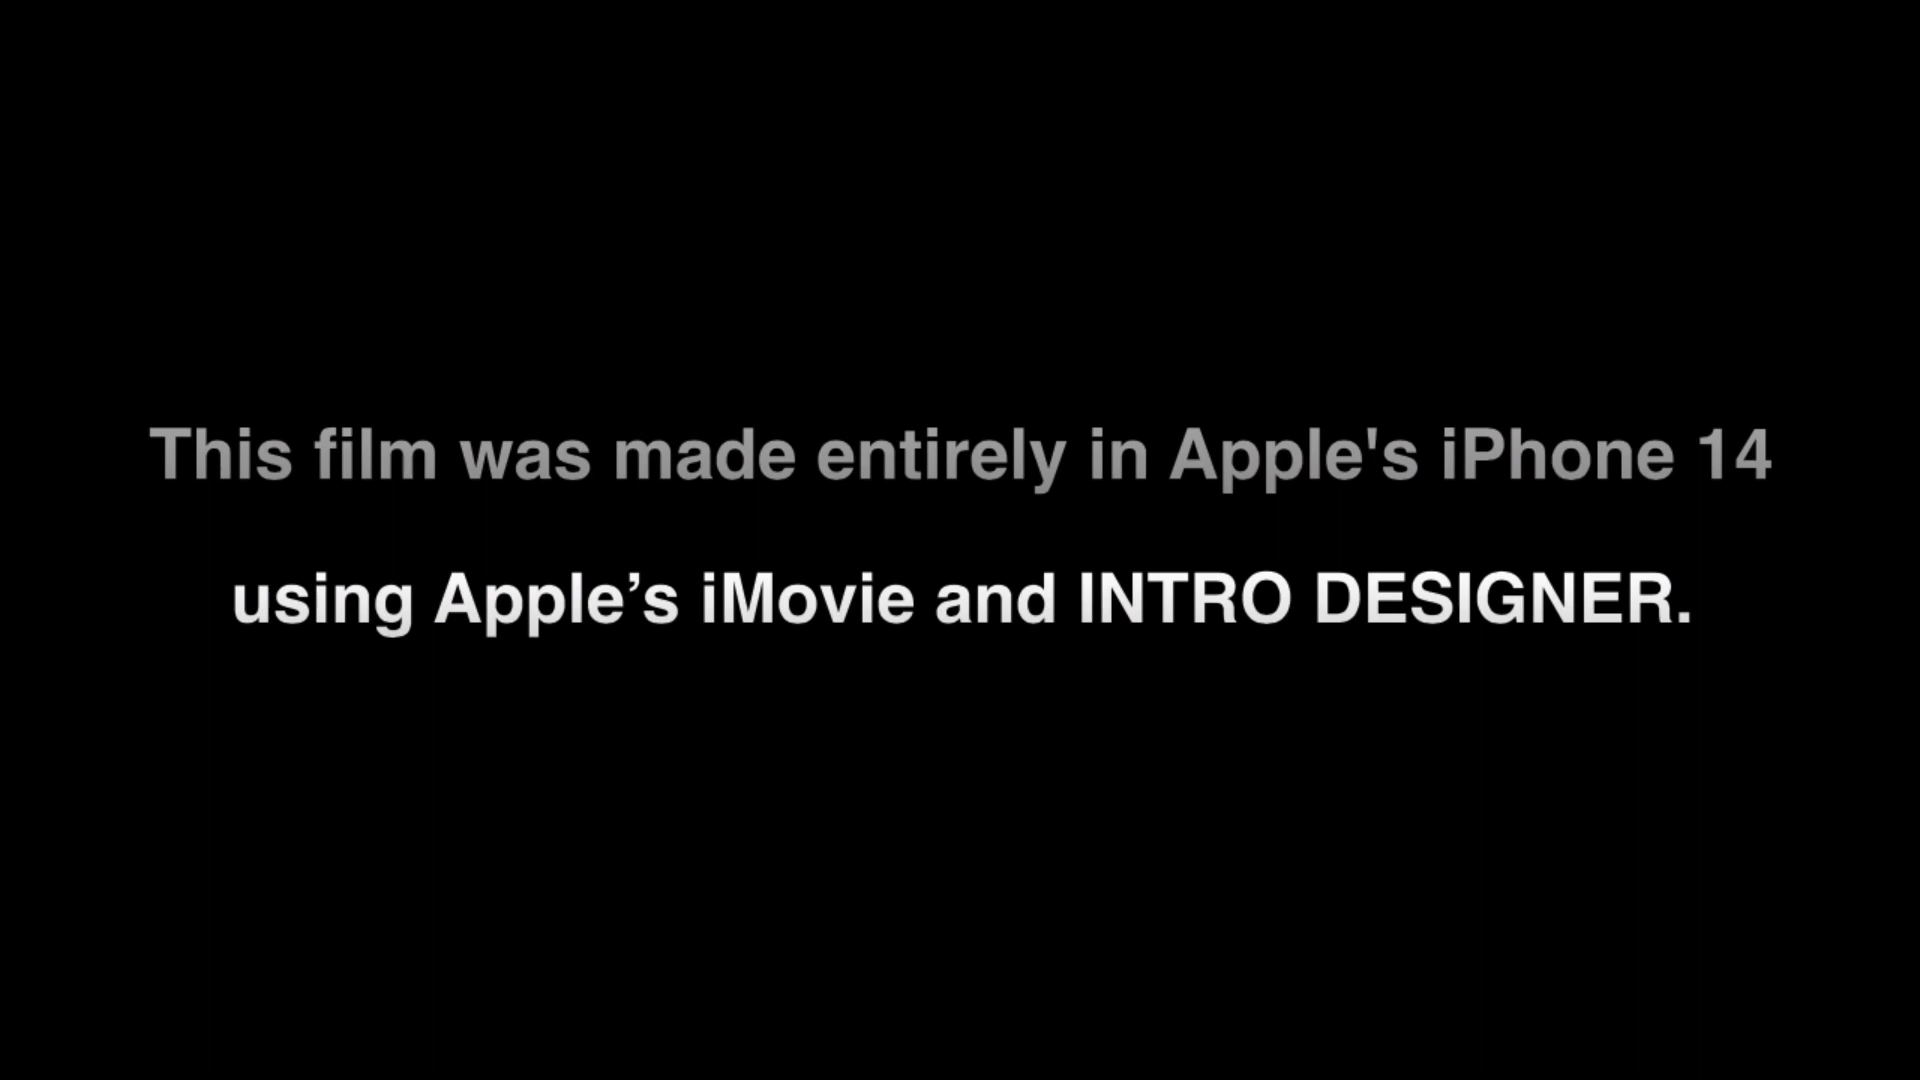 This film was made entirely in Apple's iPhone 14
using Apple’s iMovie and INTRO DESIGNER.